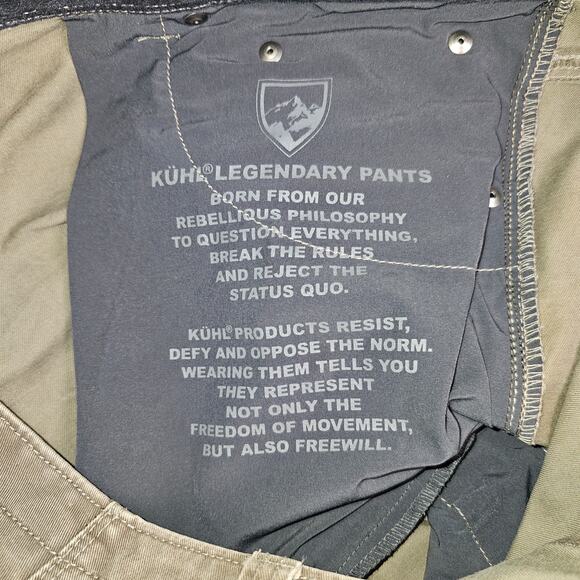 KÜHL® LEGENDARY PANTS
BORN FROM OUR
REBELLIOUS PHILOSOPHY
TO QUESTION EVERYTHING,
BREAK THE RULES
AND REJECT THE
STATUS QUO.
KÜHL® PRODUCTS RESIST,
DEFY AND OPPOSE THE NORM.
WEARING THEM TELLS YOU
THEY REPRESENT
NOT ONLY THE
FREEDOM OF MOVEMENT,
BUT ALSO FREEWILL.